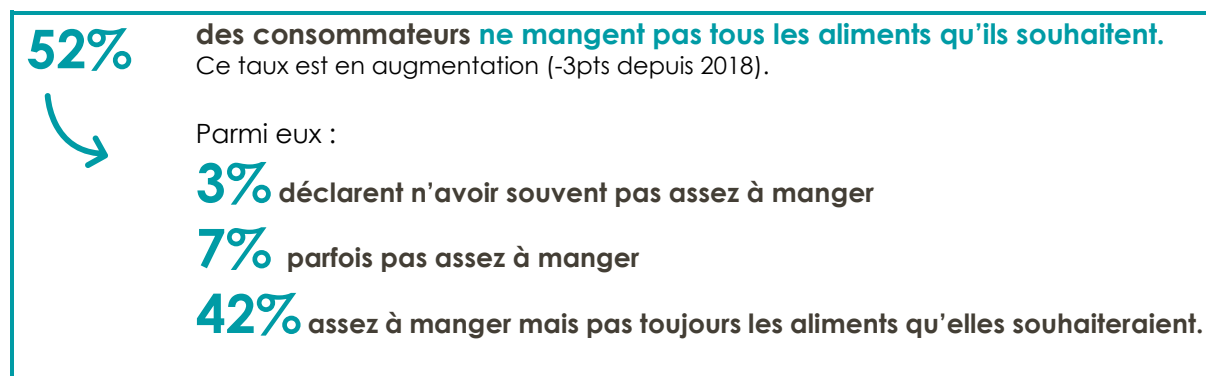 52%
des consommateurs ne mangent pas tous les aliments qu'ils souhaitent.
Ce taux est en augmentation (-3pts depuis 2018).
Parmi eux :
3% déclarent n'avoir souvent pas assez à manger
7% parfois pas assez à manger
42% assez à manger mais pas toujours les aliments qu'elles souhaiteraient.